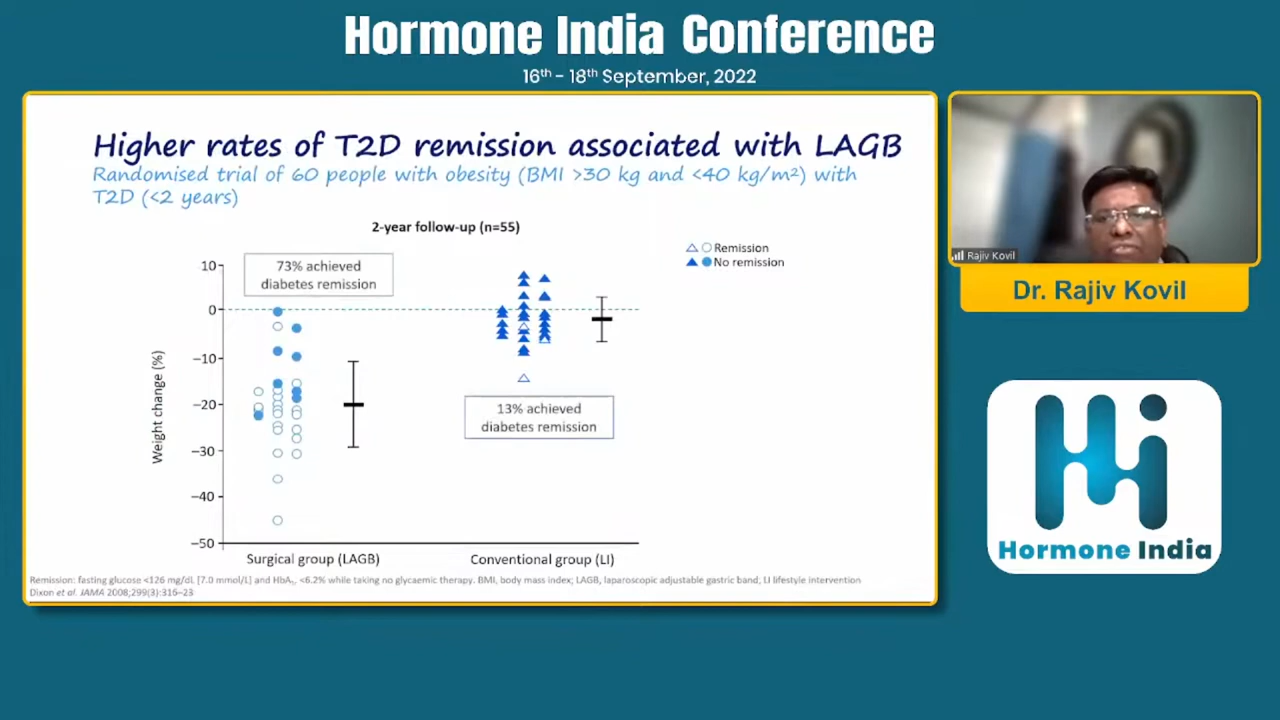 Hormone India Conference
16th - 18th September, 2022
Higher rates of T2D remission associated with LAGB
Randomised trial of 60 people with obesity (BMI >30 kg and <40 kg/m²) with
T2D (<2 years)
2-year follow-up (n=55)
Remission
No remission
73% achieved
diabetes remission
13% achieved
diabetes remission
Weight change (%)
10
0
−10
−20
−30
−40
−50
Surgical group (LAGB)
Conventional group (LI)
Remission: fasting glucose <126 mg/dL [7.0 mmol/L] and HbA1c <6.2% while taking no glycaemic therapy. BMI, body mass index; LAGB, laparoscopic adjustable gastric band; LI lifestyle intervention
Dixon et al. JAMA 2008;299(3):316–23
Rajiv Kovil
Dr. Rajiv Kovil
Hi
Hormone India